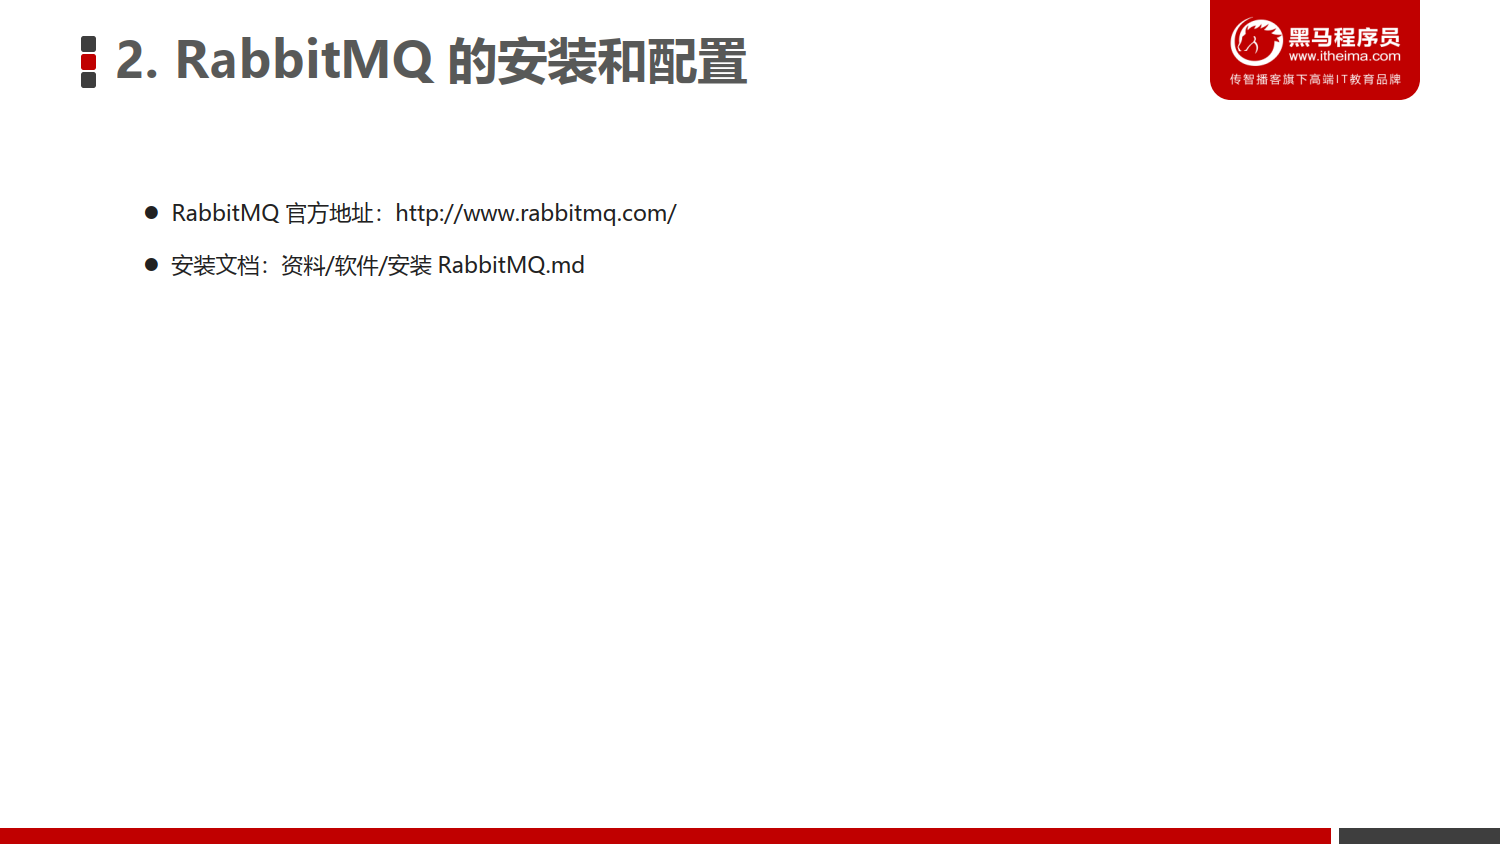 2. RabbitMQ 的安装和配置
黑马程序员
www.itheima.com
传智播客旗下高端IT教育品牌
● RabbitMQ 官方地址：http://www.rabbitmq.com/
● 安装文档：资料/软件/安装 RabbitMQ.md